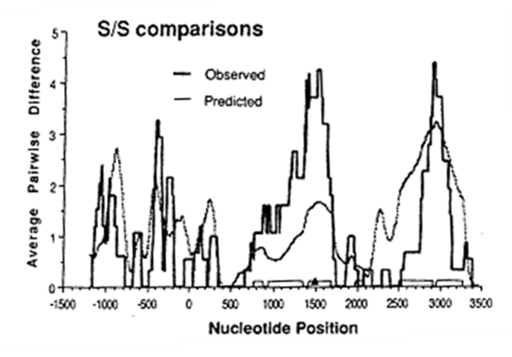 S/S comparisons
Observed
Predicted
Average Pairwise Difference
5
4
3
2
1
0
-1500 -1000 -500 0 500 1000 1500 2000 2500 3000 3500
Nucleotide Position